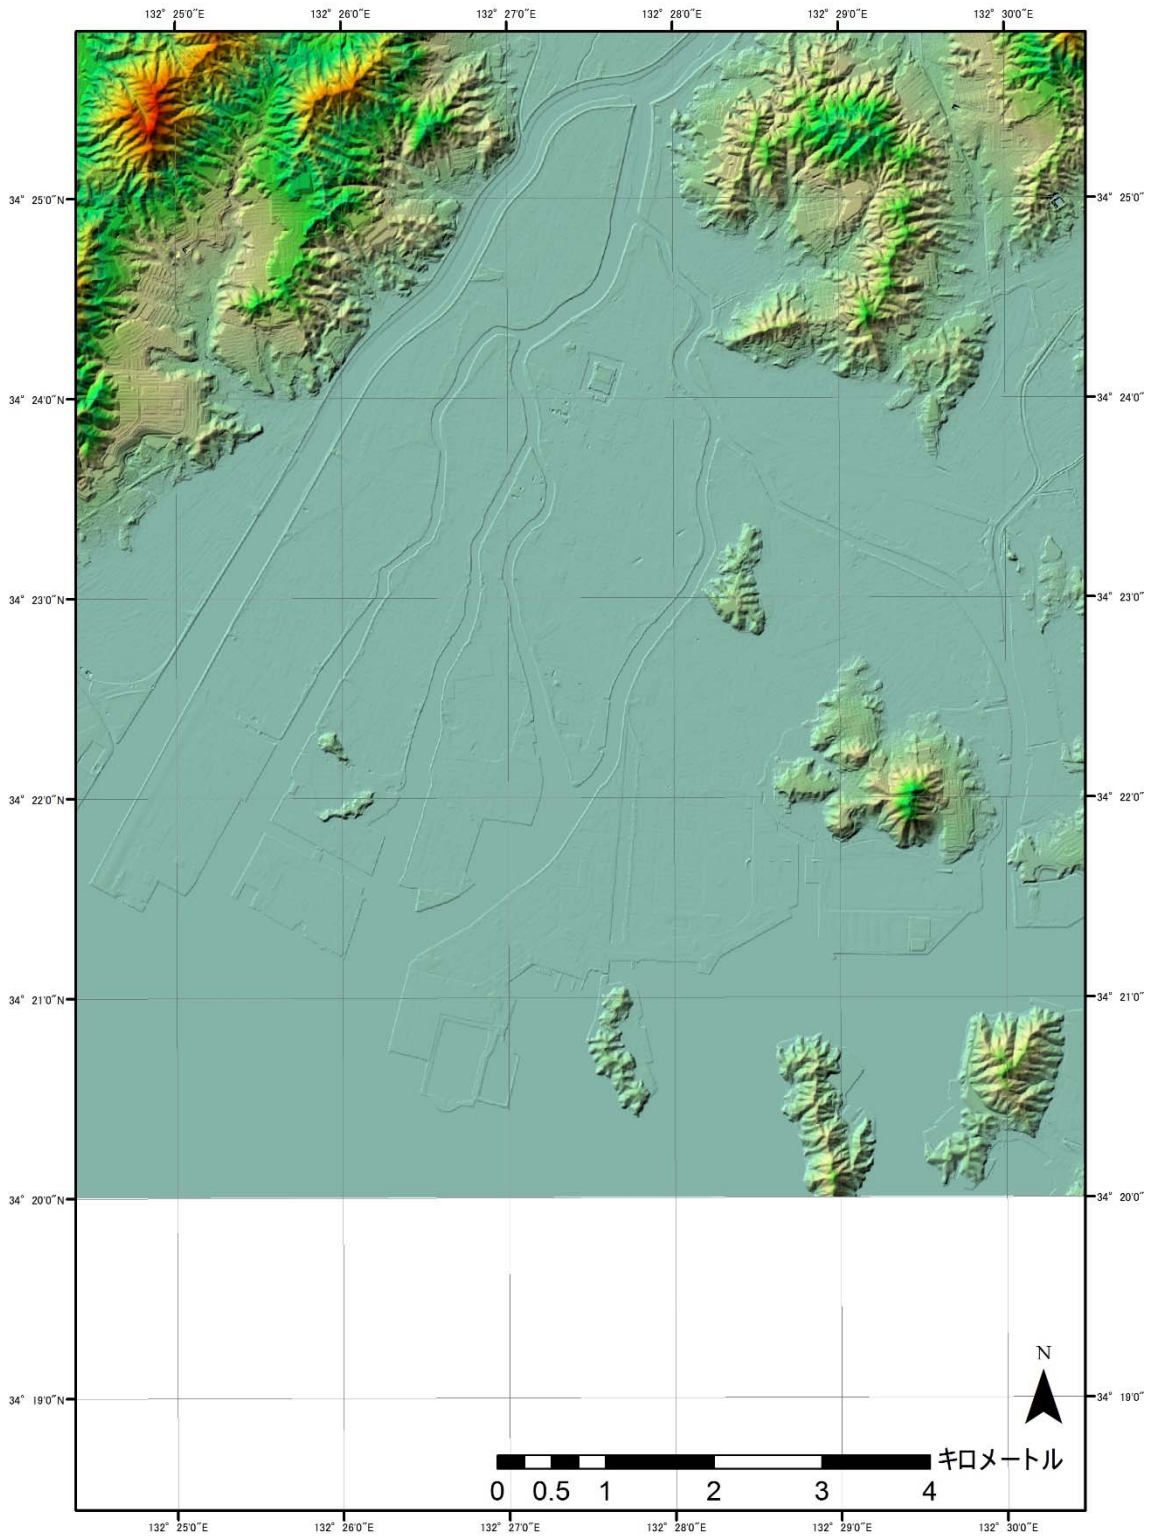 132° 25'0"E 132° 26'0"E 132° 27'0"E 132° 28'0"E 132° 29'0"E 132° 30'0"E
34° 25'0"N 34° 25'0"N
34° 24'0"N 34° 24'0"N
34° 23'0"N 34° 23'0"N
34° 22'0"N 34° 22'0"N
34° 21'0"N 34° 21'0"N
34° 20'0"N 34° 20'0"N
N
34° 19'0"N 34° 19'0"N
キロメートル
0 0.5 1 2 3 4
132° 25'0"E 132° 26'0"E 132° 27'0"E 132° 28'0"E 132° 29'0"E 132° 30'0"E